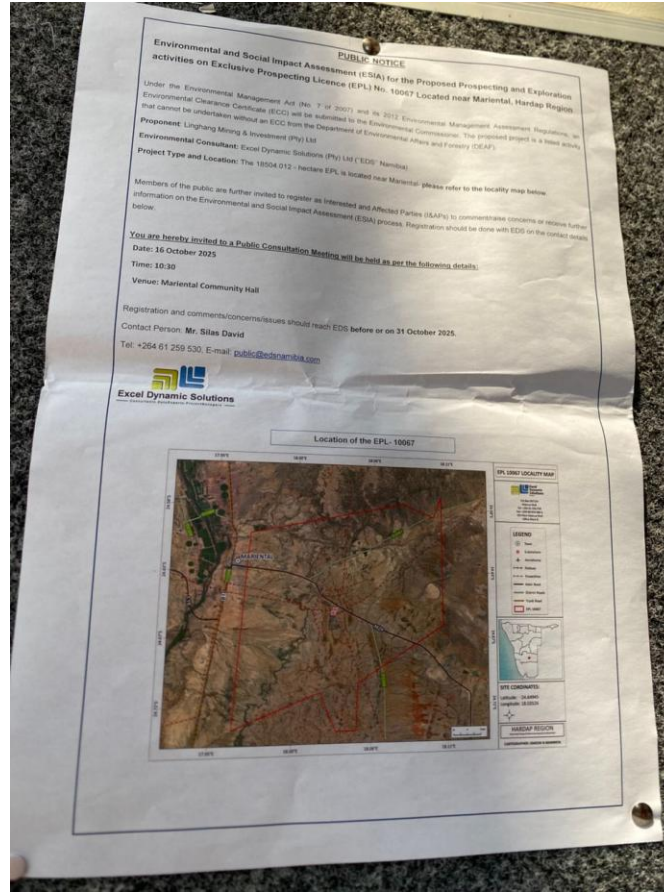 PUBLIC NOTICE
Environmental and Social Impact Assessment (ESIA) for the Proposed Prospecting and Exploration
activities on Exclusive Prospecting Licence (EPL) No. 10067 Located near Mariental, Hardap Region
Under the Environmental Management Act (No. 7 of 2007) and its 2012 Environmental Management Assessment Regulations, an
Environmental Clearance Certificate (ECC) will be submitted to the Environmental Commissioner. The proposed project is a listed activity
that cannot be undertaken without an ECC from the Department of Environmental Affairs and Forestry (DEAF).
Proponent: Linghang Mining & Investment (Pty) Ltd
Environmental Consultant: Excel Dynamic Solutions (Pty) Ltd ("EDS" Namibia)
Project Type and Location: The 18504.012 - hectare EPL is located near Mariental- please refer to the locality map below.
Members of the public are further invited to register as Interested and Affected Parties (I&APs) to comment/raise concerns or receive further
information on the Environmental and Social Impact Assessment (ESIA) process. Registration should be done with EDS on the contact details
below:
You are hereby invited to a Public Consultation Meeting will be held as per the following details:
Date: 16 October 2025
Time: 10:30
Venue: Mariental Community Hall
Registration and comments/concerns/issues should reach EDS before or on 31 October 2025.
Contact Person: Mr. Silas David
Tel: +264 61 259 530, E-mail: public@edsnamibia.com
Excel Dynamic Solutions
Location of the EPL- 10067
EPL 10067 LOCALITY MAP
LEGEND
Town
EPL-10067
MARIENTAL
SITE COORDINATES:
Latitude:
Longitude:
HARDAP REGION